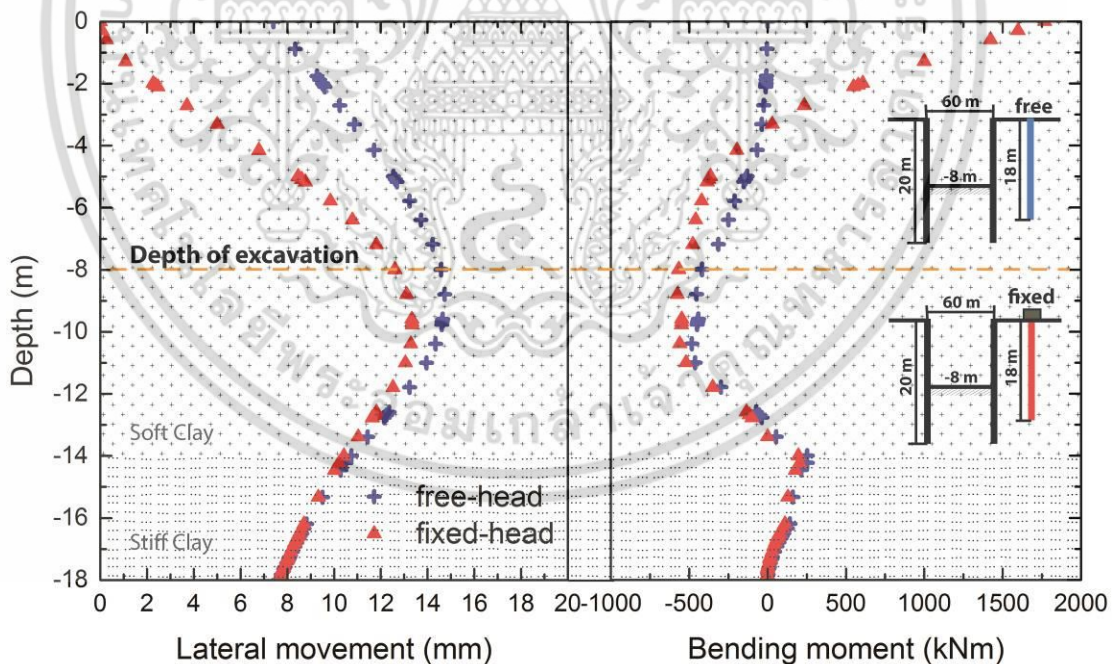 0
-2
-4
-6
-8
-10
-12
-14
-16
-18
Depth (m)
Depth of excavation
Soft Clay
Stiff Clay
free-head
fixed-head
0 2 4 6 8 10 12 14 16 18 20
Lateral movement (mm)
60 m
free
20 m
-8 m
18 m
60 m
fixed
20 m
-8 m
18 m
-1000 -500 0 500 1000 1500 2000
Bending moment (kNm)